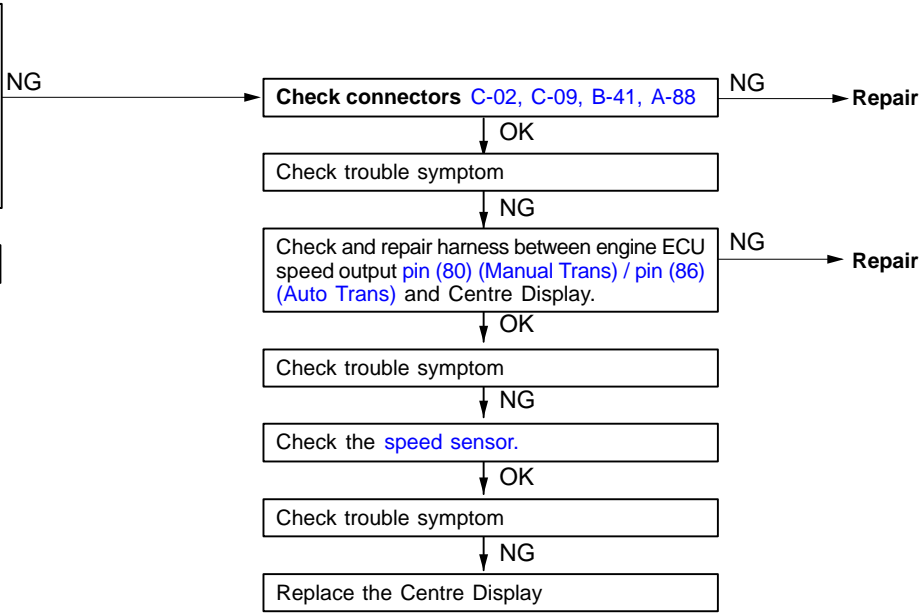 NG
Check connectors C-02, C-09, B-41, A-88
NG
Repair
OK
Check trouble symptom
NG
Check and repair harness between engine ECU
speed output pin (80) (Manual Trans) / pin (86)
(Auto Trans) and Centre Display.
NG
Repair
OK
Check trouble symptom
NG
Check the speed sensor.
OK
Check trouble symptom
NG
Replace the Centre Display